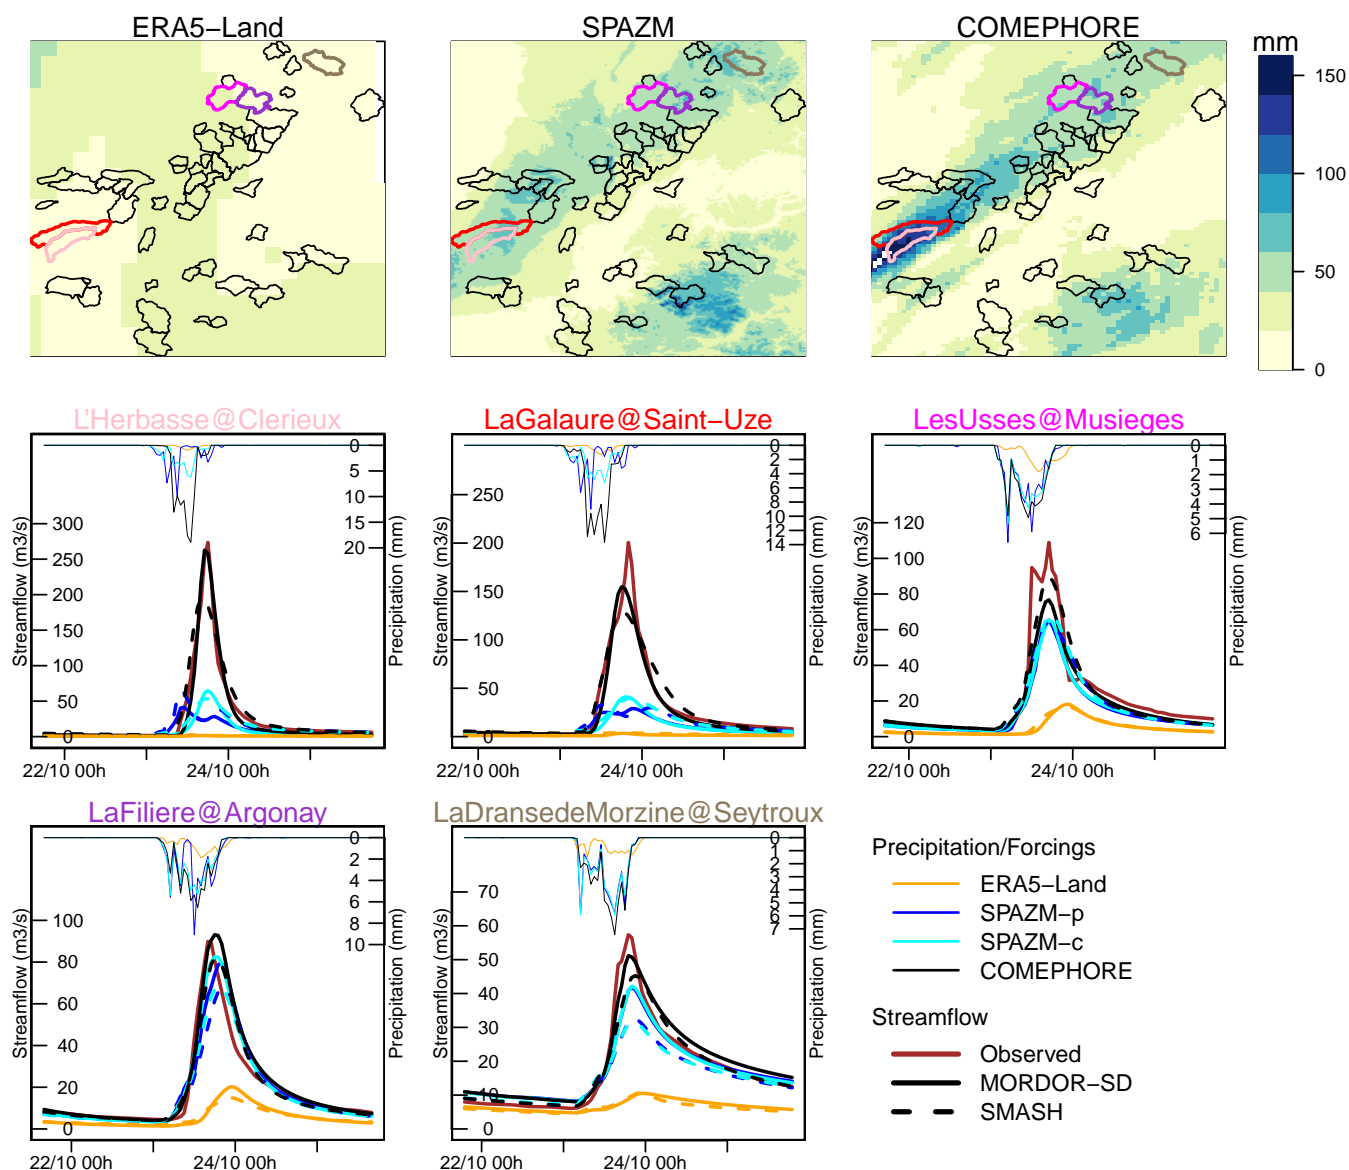 ERA5−Land
SPAZM
COMEPHORE
mm
150
100
50
0
L'Herbasse@Clerieux
LaGalaure@Saint−Uze
LesUsses@Musieges
Streamflow (m3/s)
300
250
200
150
100
50
0
0
5
10
15
20
Precipitation (mm)
22/10 00h
24/10 00h
Streamflow (m3/s)
250
200
150
100
50
0
0
2
4
6
8
10
12
14
Precipitation (mm)
22/10 00h
24/10 00h
Streamflow (m3/s)
120
100
80
60
40
20
0
0
1
2
3
4
5
6
Precipitation (mm)
22/10 00h
24/10 00h
LaFiliere@Argonay
LaDransedeMorzine@Seytroux
Streamflow (m3/s)
100
80
60
40
20
0
0
2
4
6
8
10
Precipitation (mm)
22/10 00h
24/10 00h
Streamflow (m3/s)
70
60
50
40
30
20
10
0
0
1
2
3
4
5
6
7
Precipitation (mm)
22/10 00h
24/10 00h
Precipitation/Forcings
ERA5−Land
SPAZM−p
SPAZM−c
COMEPHORE
Streamflow
Observed
MORDOR−SD
SMASH